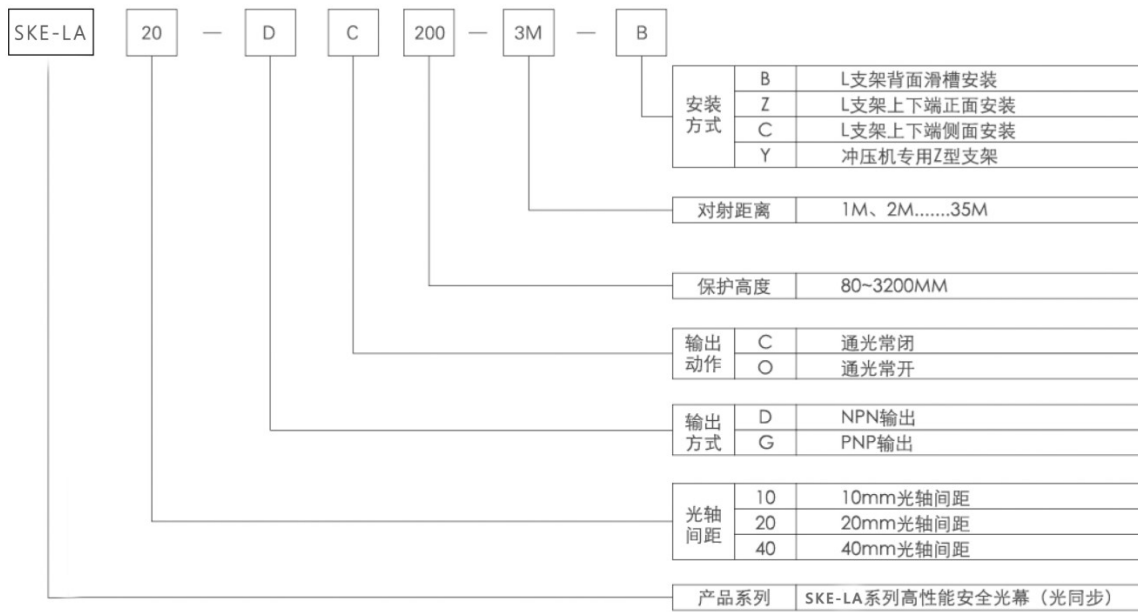 SKE-LA 20 — D C 200 — 3M — B
安装方式
B L支架背面滑槽安装
Z L支架上下端正面安装
C L支架上下端侧面安装
Y 冲压机专用Z型支架
对射距离 1M、2M.......35M
保护高度 80~3200MM
输出动作
C 通光常闭
O 通光常开
输出方式
D NPN输出
G PNP输出
光轴间距
10 10mm光轴间距
20 20mm光轴间距
40 40mm光轴间距
产品系列 SKE-LA系列高性能安全光幕（光同步）